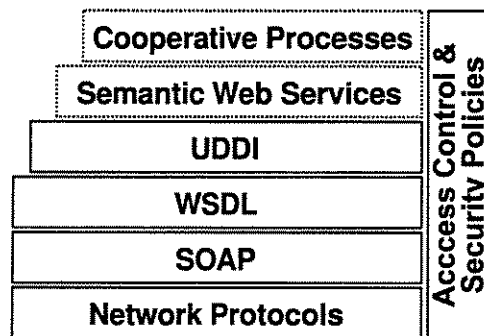 Cooperative Processes
Semantic Web Services
UDDI
WSDL
SOAP
Network Protocols
Acccess Control &
Security Policies